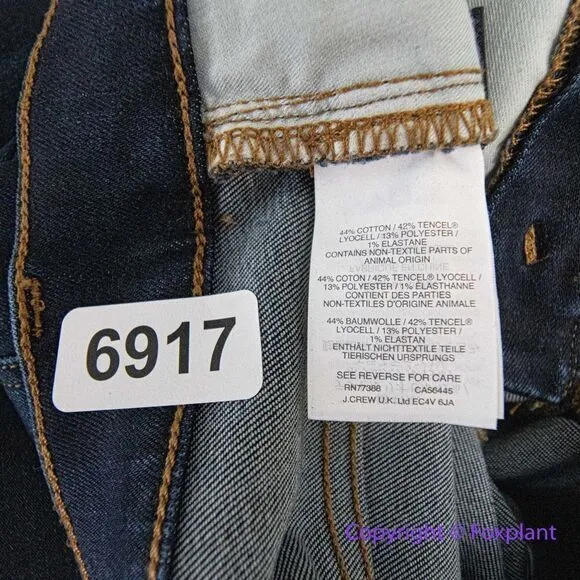 44% COTTON / 42% TENCEL®
LYOCELL / 13% POLYESTER /
1% ELASTANE
CONTAINS NON-TEXTILE PARTS OF
ANIMAL ORIGIN
44% COTON / 42% TENCEL® LYOCELL /
13% POLYESTER / 1% ÉLASTHANNE
CONTIENT DES PARTIES
NON-TEXTILES D'ORIGINE ANIMALE
44% BAUMWOLLE / 42% TENCEL®
LYOCELL / 13% POLYESTER /
1% ELASTAN
ENTHÄLT NICHTTEXTILE TEILE
TIERISCHEN URSPRUNGS
SEE REVERSE FOR CARE
RN77388 CAS6445
J.CREW U.K. Ltd EC4V 6JA
6917
Copyright © Foxplant